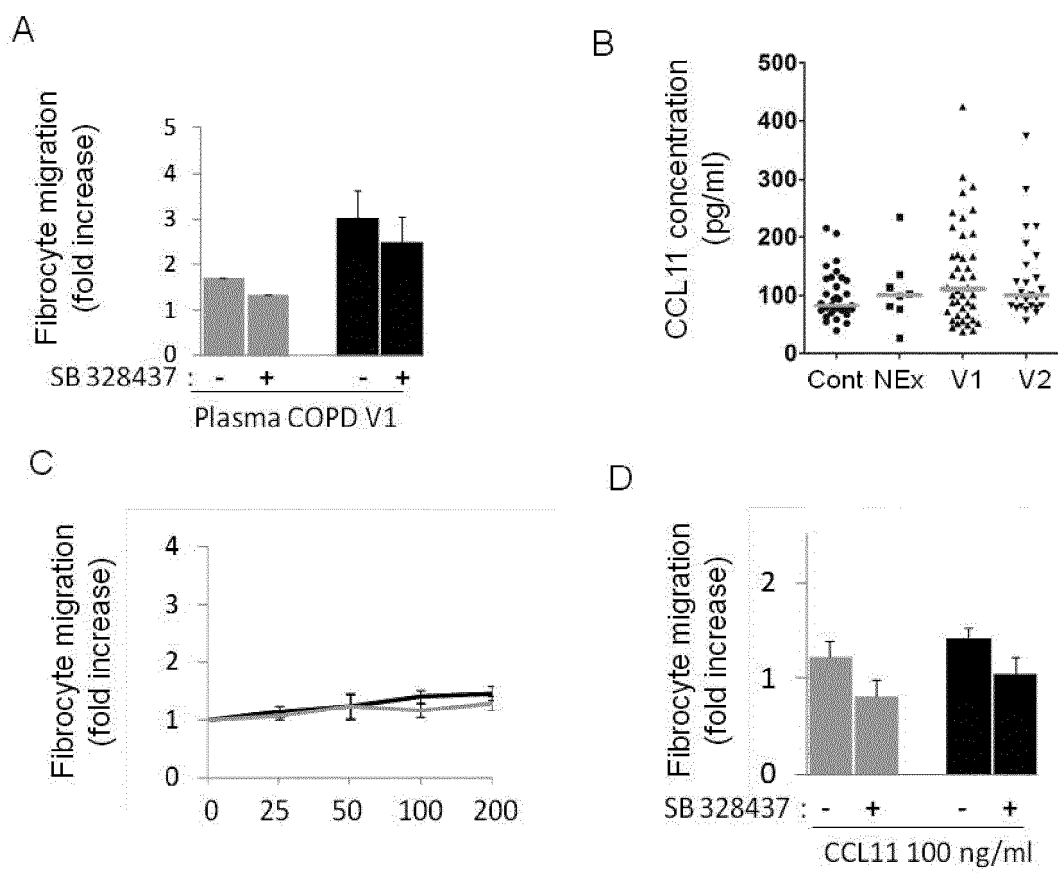 A
Fibrocyte migration
(fold increase)
5
4
3
2
1
0
SB 328437 : - + - +
Plasma COPD V1
B
CCL11 concentration
(pg/ml)
500
400
300
200
100
0
Cont NEx V1 V2
C
Fibrocyte migration
(fold increase)
4
3
2
1
0
0 25 50 100 200
D
Fibrocyte migration
(fold increase)
2
1
0
SB 328437 : - + - +
CCL11 100 ng/ml